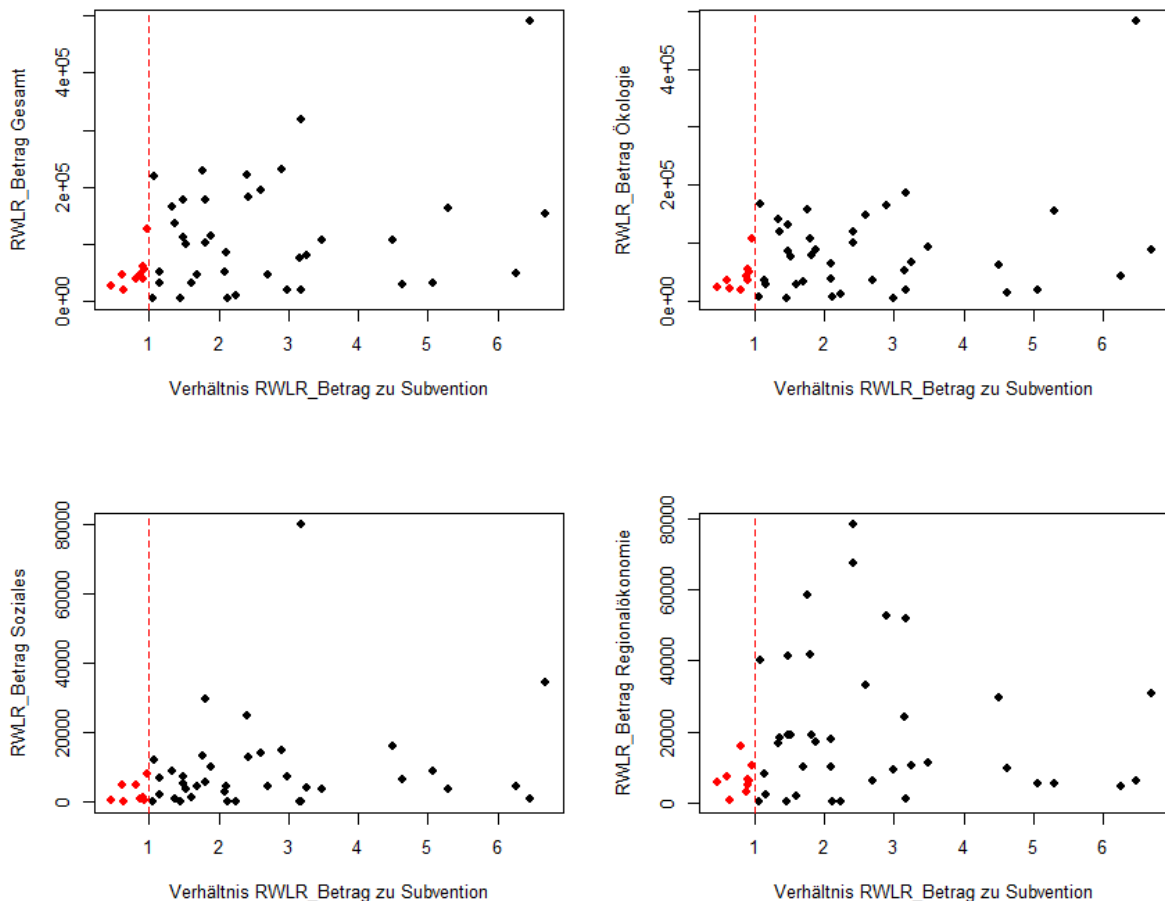 RWLR_Betrag Gesamt
4e+05
2e+05
0e+00
1 2 3 4 5 6
Verhältnis RWLR_Betrag zu Subvention
RWLR_Betrag Ökologie
4e+05
2e+05
0e+00
1 2 3 4 5 6
Verhältnis RWLR_Betrag zu Subvention
RWLR_Betrag Soziales
80000
60000
40000
20000
0
1 2 3 4 5 6
Verhältnis RWLR_Betrag zu Subvention
RWLR_Betrag Regionalökonomie
80000
60000
40000
20000
0
1 2 3 4 5 6
Verhältnis RWLR_Betrag zu Subvention